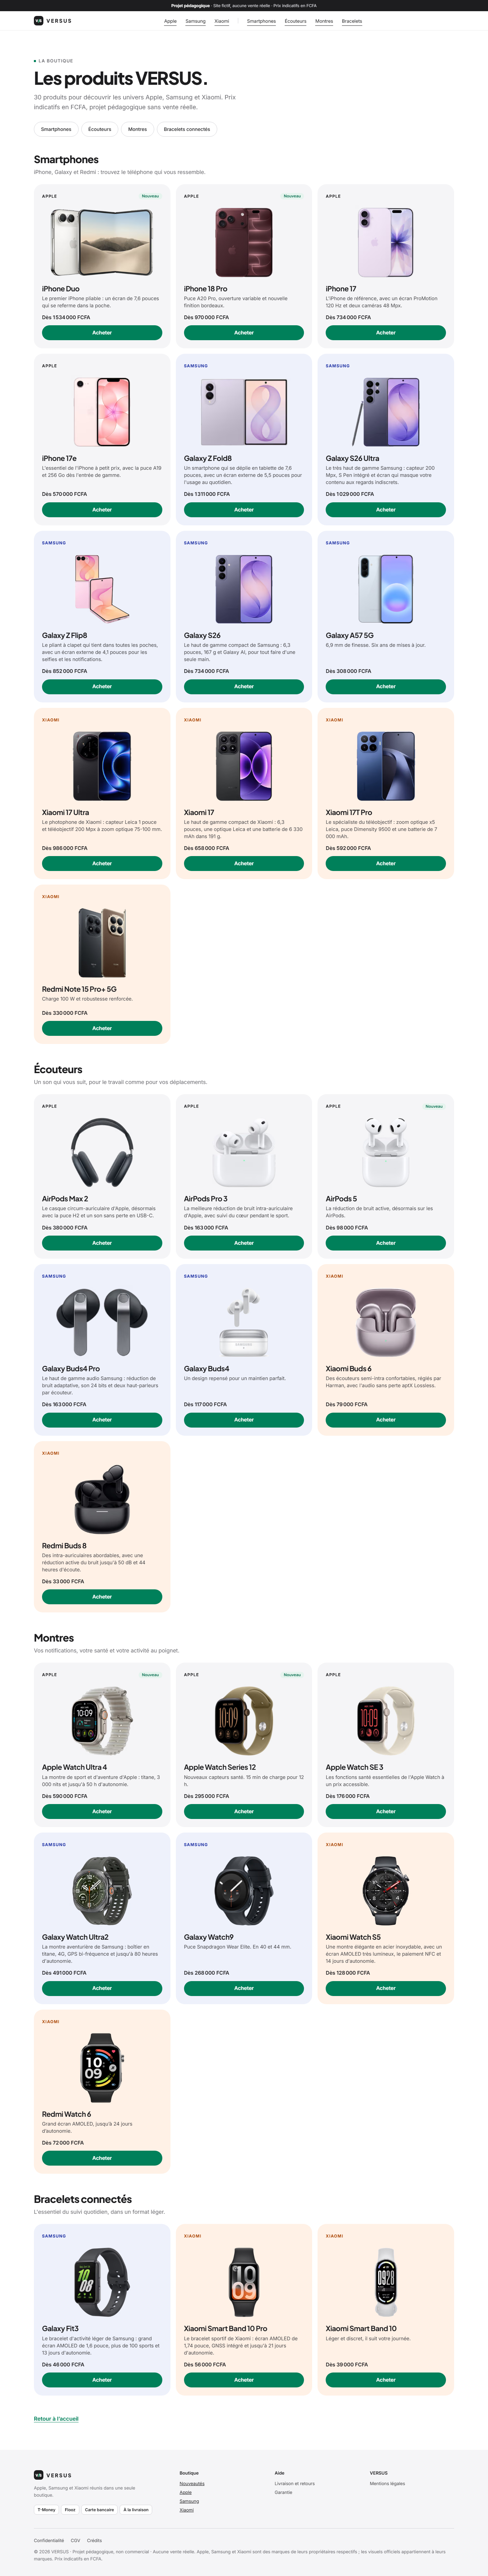 Projet pédagogique · Site fictif, aucune vente réelle · Prix indicatifs en FCFA
VS VERSUS
Apple Samsung Xiaomi Smartphones Écouteurs Montres Bracelets
LA BOUTIQUE
Les produits VERSUS.
30 produits pour découvrir les univers Apple, Samsung et Xiaomi. Prix
indicatifs en FCFA, projet pédagogique sans vente réelle.
Smartphones Écouteurs Montres Bracelets connectés
Smartphones
iPhone, Galaxy et Redmi : trouvez le téléphone qui vous ressemble.
APPLE Nouveau
iPhone Duo
Le premier iPhone pliable : un écran de 7,6 pouces
qui se referme dans la poche.
Dès 1 534 000 FCFA
Acheter
APPLE Nouveau
iPhone 18 Pro
Puce A20 Pro, ouverture variable et nouvelle
finition bordeaux.
Dès 970 000 FCFA
Acheter
APPLE
iPhone 17
L'iPhone de référence, avec un écran ProMotion
120 Hz et deux caméras 48 Mpx.
Dès 734 000 FCFA
Acheter
APPLE
iPhone 17e
L'essentiel de l'iPhone à petit prix, avec la puce A19
et 256 Go dès l'entrée de gamme.
Dès 570 000 FCFA
Acheter
SAMSUNG
Galaxy Z Fold8
Un smartphone qui se déplie en tablette de 7,6
pouces, avec un écran externe de 5,5 pouces pour
l'usage au quotidien.
Dès 1 311 000 FCFA
Acheter
SAMSUNG
Galaxy S26 Ultra
Le très haut de gamme Samsung : capteur 200
Mpx, S Pen intégré et écran qui masque votre
contenu aux regards indiscrets.
Dès 1 029 000 FCFA
Acheter
SAMSUNG
Galaxy Z Flip8
Le pliant à clapet qui tient dans toutes les poches,
avec un écran externe de 4,1 pouces pour les
selfies et les notifications.
Dès 852 000 FCFA
Acheter
SAMSUNG
Galaxy S26
Le haut de gamme compact de Samsung : 6,3
pouces, 167 g et Galaxy AI, pour tout faire d'une
seule main.
Dès 734 000 FCFA
Acheter
SAMSUNG
Galaxy A57 5G
6,9 mm de finesse. Six ans de mises à jour.
Dès 308 000 FCFA
Acheter
XIAOMI
Xiaomi 17 Ultra
Le photophone de Xiaomi : capteur Leica 1 pouce
et téléobjectif 200 Mpx à zoom optique 75-100 mm.
Dès 986 000 FCFA
Acheter
XIAOMI
Xiaomi 17
Le haut de gamme compact de Xiaomi : 6,3
pouces, une optique Leica et une batterie de 6 330
mAh dans 191 g.
Dès 658 000 FCFA
Acheter
XIAOMI
Xiaomi 17T Pro
Le spécialiste du téléobjectif : zoom optique x5
Leica, puce Dimensity 9500 et une batterie de 7
000 mAh.
Dès 592 000 FCFA
Acheter
XIAOMI
Redmi Note 15 Pro+ 5G
Charge 100 W et robustesse renforcée.
Dès 330 000 FCFA
Acheter
Écouteurs
Un son qui vous suit, pour le travail comme pour vos déplacements.
APPLE
AirPods Max 2
Le casque circum-auriculaire d'Apple, désormais
avec la puce H2 et un son sans perte en USB-C.
Dès 380 000 FCFA
Acheter
APPLE
AirPods Pro 3
La meilleure réduction de bruit intra-auriculaire
d'Apple, avec suivi du cœur pendant le sport.
Dès 163 000 FCFA
Acheter
APPLE Nouveau
AirPods 5
La réduction de bruit active, désormais sur les
AirPods.
Dès 98 000 FCFA
Acheter
SAMSUNG
Galaxy Buds4 Pro
Le haut de gamme audio Samsung : réduction de
bruit adaptative, son 24 bits et deux haut-parleurs
par écouteur.
Dès 163 000 FCFA
Acheter
SAMSUNG
Galaxy Buds4
Un design repensé pour un maintien parfait.
Dès 117 000 FCFA
Acheter
XIAOMI
Xiaomi Buds 6
Des écouteurs semi-intra confortables, réglés par
Harman, avec l'audio sans perte aptX Lossless.
Dès 79 000 FCFA
Acheter
XIAOMI
Redmi Buds 8
Des intra-auriculaires abordables, avec une
réduction active du bruit jusqu'à 50 dB et 44
heures d'écoute.
Dès 33 000 FCFA
Acheter
Montres
Vos notifications, votre santé et votre activité au poignet.
APPLE Nouveau
Apple Watch Ultra 4
La montre de sport et d'aventure d'Apple : titane, 3
000 nits et jusqu'à 50 h d'autonomie.
Dès 590 000 FCFA
Acheter
APPLE Nouveau
Apple Watch Series 12
Nouveaux capteurs santé. 15 min de charge pour 12
h.
Dès 295 000 FCFA
Acheter
APPLE
Apple Watch SE 3
Les fonctions santé essentielles de l'Apple Watch à
un prix accessible.
Dès 176 000 FCFA
Acheter
SAMSUNG
Galaxy Watch Ultra2
La montre aventurière de Samsung : boîtier en
titane, 4G, GPS bi-fréquence et jusqu'à 80 heures
d'autonomie.
Dès 491 000 FCFA
Acheter
SAMSUNG
Galaxy Watch9
Puce Snapdragon Wear Elite. En 40 et 44 mm.
Dès 268 000 FCFA
Acheter
XIAOMI
Xiaomi Watch S5
Une montre élégante en acier inoxydable, avec un
écran AMOLED très lumineux, le paiement NFC et
14 jours d'autonomie.
Dès 128 000 FCFA
Acheter
XIAOMI
Redmi Watch 6
Grand écran AMOLED, jusqu'à 24 jours
d'autonomie.
Dès 72 000 FCFA
Acheter
Bracelets connectés
L'essentiel du suivi quotidien, dans un format léger.
SAMSUNG
Galaxy Fit3
Le bracelet d'activité léger de Samsung : grand
écran AMOLED de 1,6 pouce, plus de 100 sports et
13 jours d'autonomie.
Dès 46 000 FCFA
Acheter
XIAOMI
Xiaomi Smart Band 10 Pro
Le bracelet sportif de Xiaomi : écran AMOLED de
1,74 pouce, GNSS intégré et jusqu'à 21 jours
d'autonomie.
Dès 56 000 FCFA
Acheter
XIAOMI
Xiaomi Smart Band 10
Léger et discret, il suit votre journée.
Dès 39 000 FCFA
Acheter
Retour à l'accueil
VS VERSUS
Apple, Samsung et Xiaomi réunis dans une seule
boutique.
T-Money Flooz Carte bancaire À la livraison
Boutique
Nouveautés
Apple
Samsung
Xiaomi
Aide
Livraison et retours
Garantie
VERSUS
Mentions légales
Confidentialité CGV Crédits
© 2026 VERSUS · Projet pédagogique, non commercial · Aucune vente réelle. Apple, Samsung et Xiaomi sont des marques de leurs propriétaires respectifs ; les visuels officiels appartiennent à leurs
marques. Prix indicatifs en FCFA.